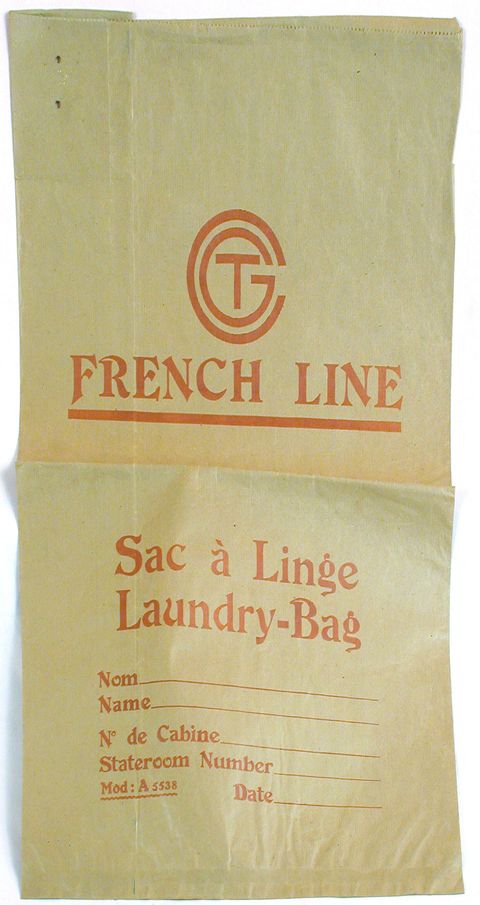 CGT
FRENCH LINE
Sac à Linge
Laundry-Bag
Nom
Name
N° de Cabine
Stateroom Number
Mod: A 5538 Date